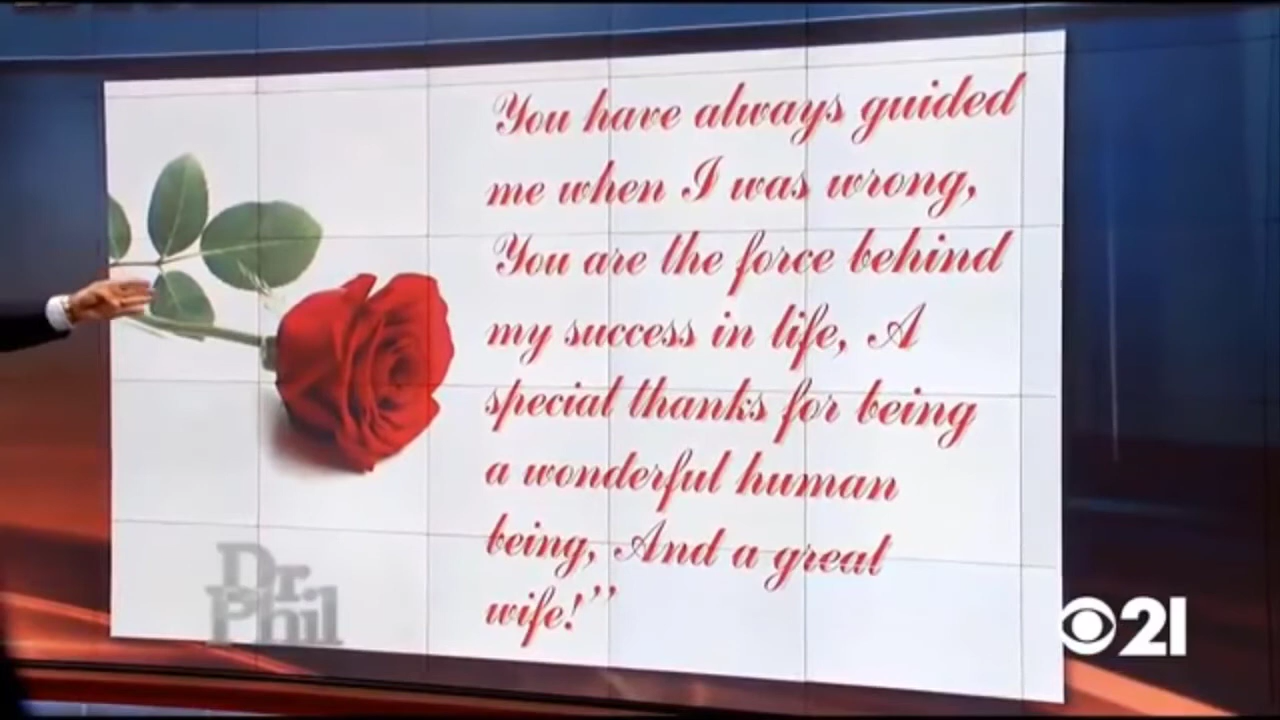 You have always guided
me when I was wrong,
You are the force behind
my success in life, A
special thanks for being
a wonderful human
being, And a great
wife!”
Dr.
Phil
21